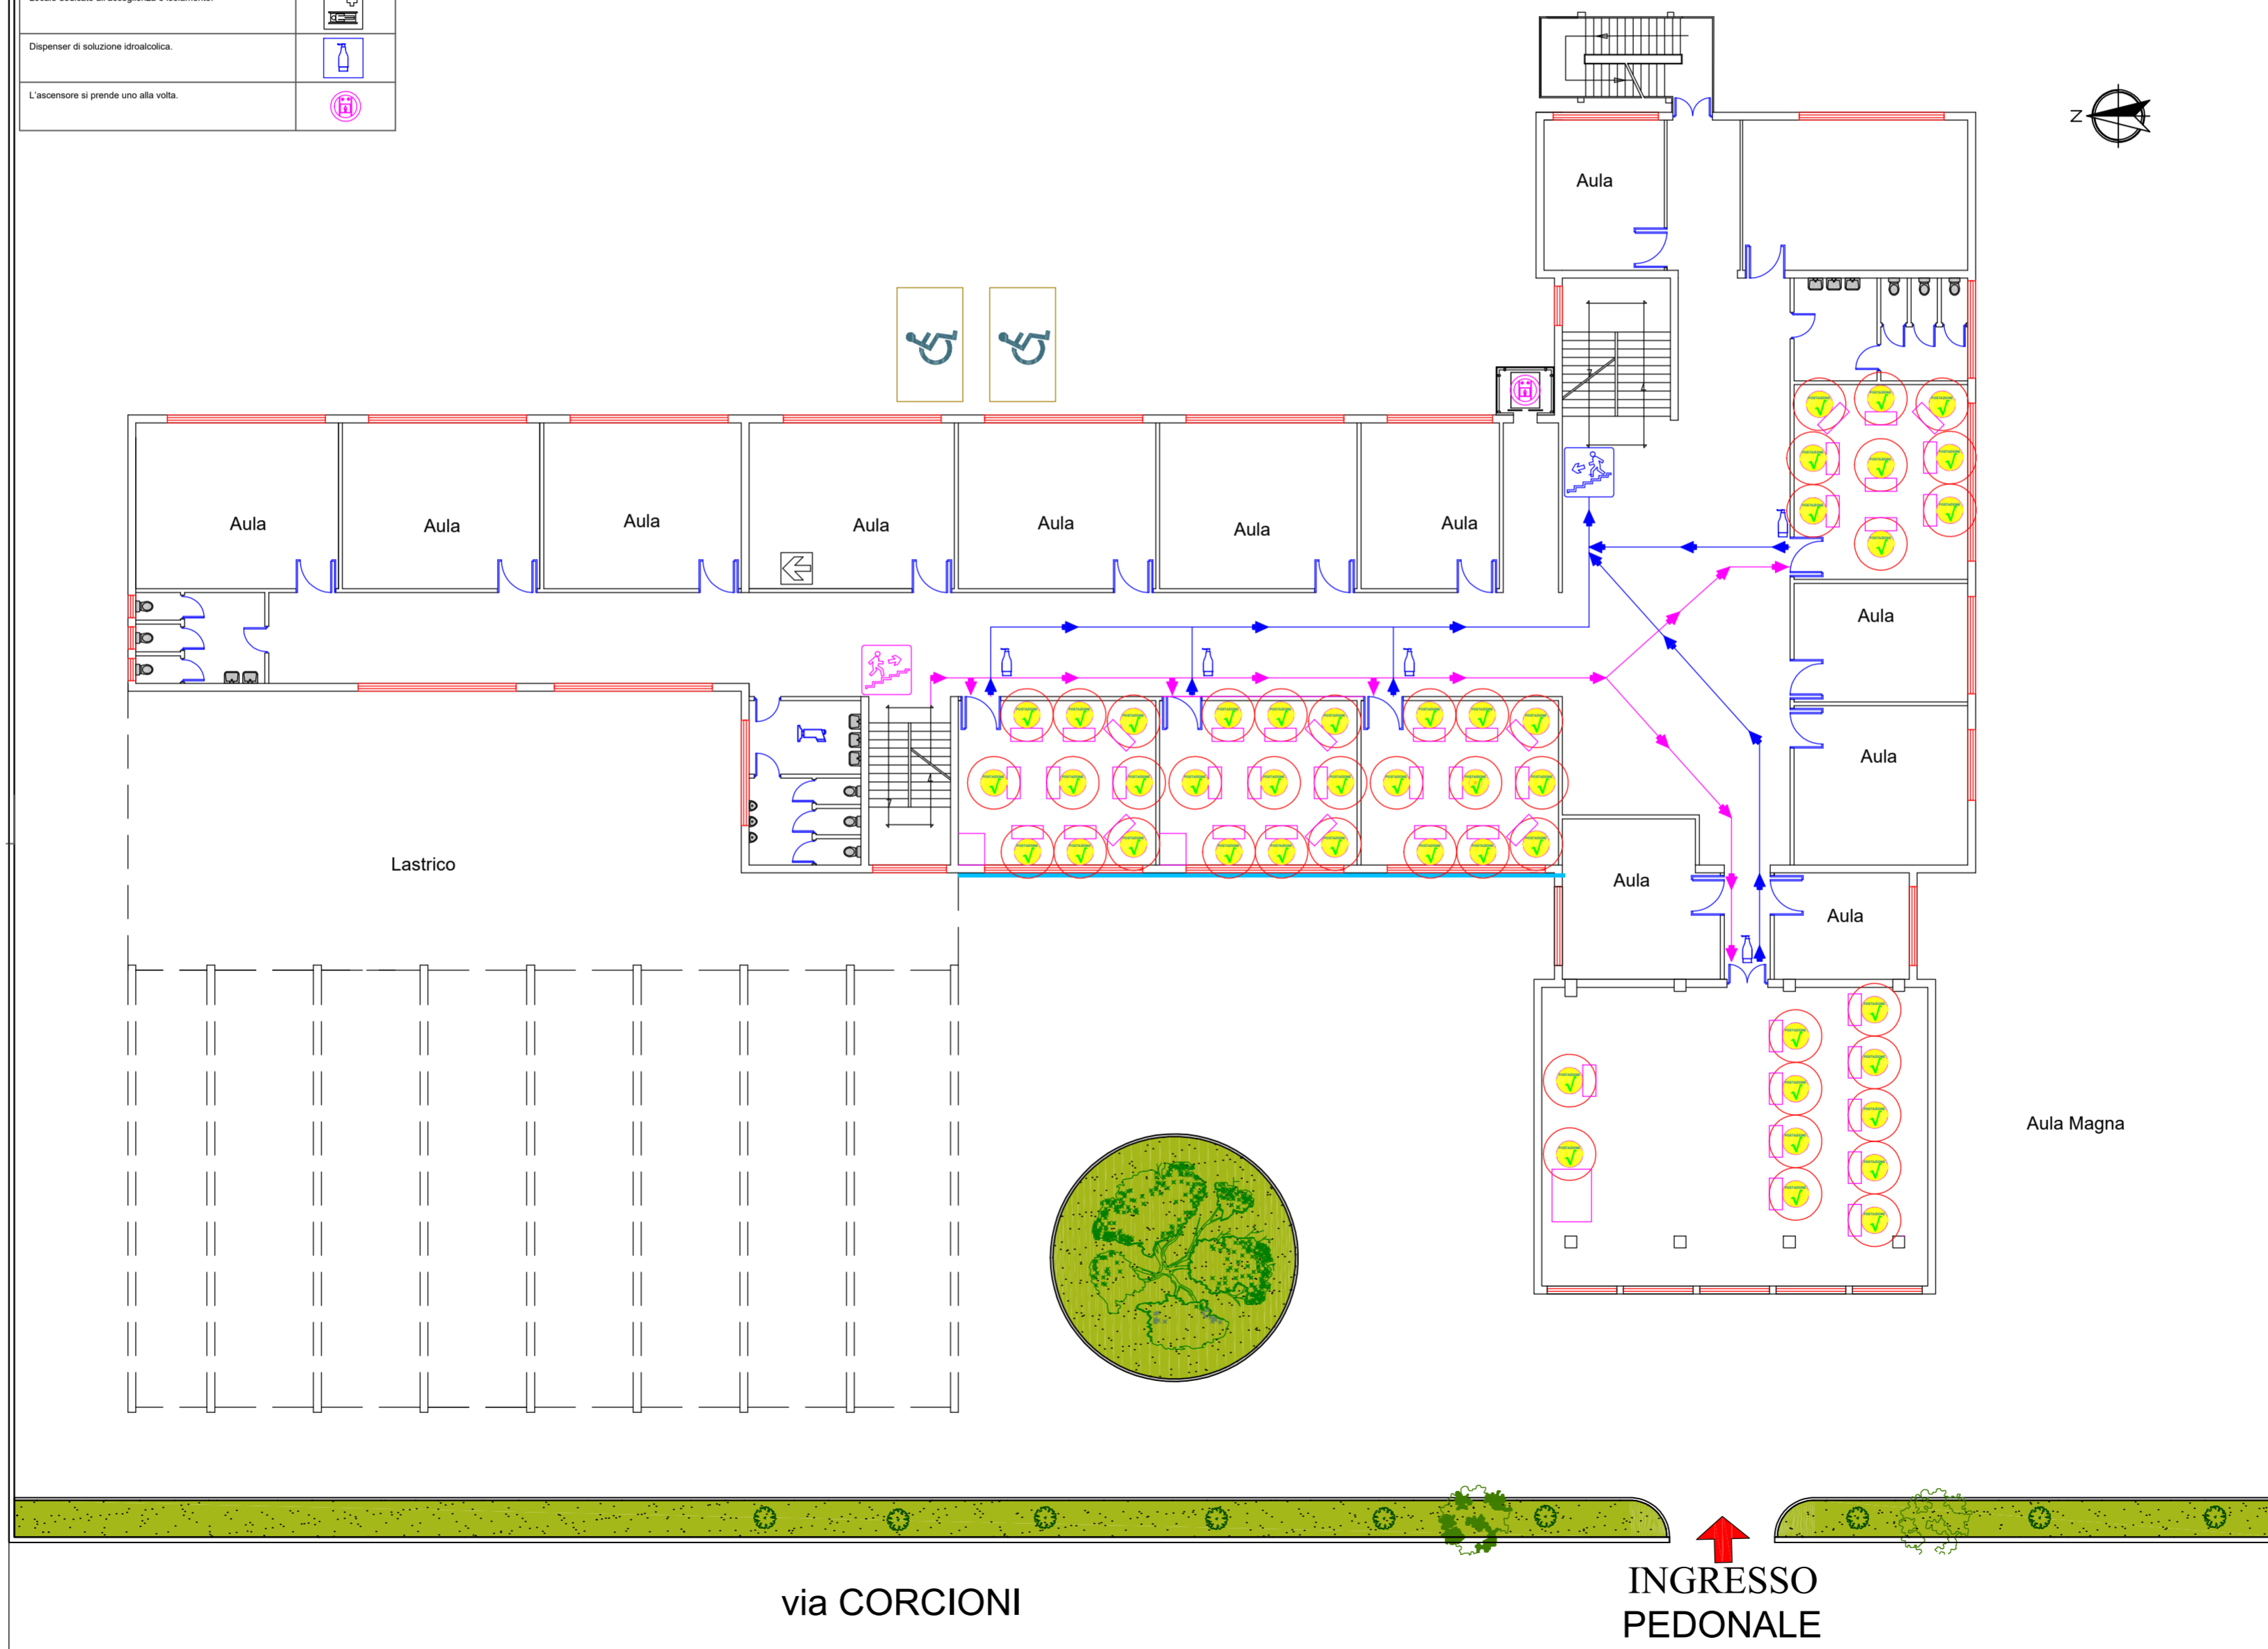 Dispenser di soluzione idroalcolica.
L'ascensore si prende uno alla volta.
Z
Aula
Aula
Aula
Aula
Aula
Aula
Aula
Aula
Aula
Aula
Aula
Aula
Lastrico
Aula Magna
via CORCIONI
INGRESSO
PEDONALE